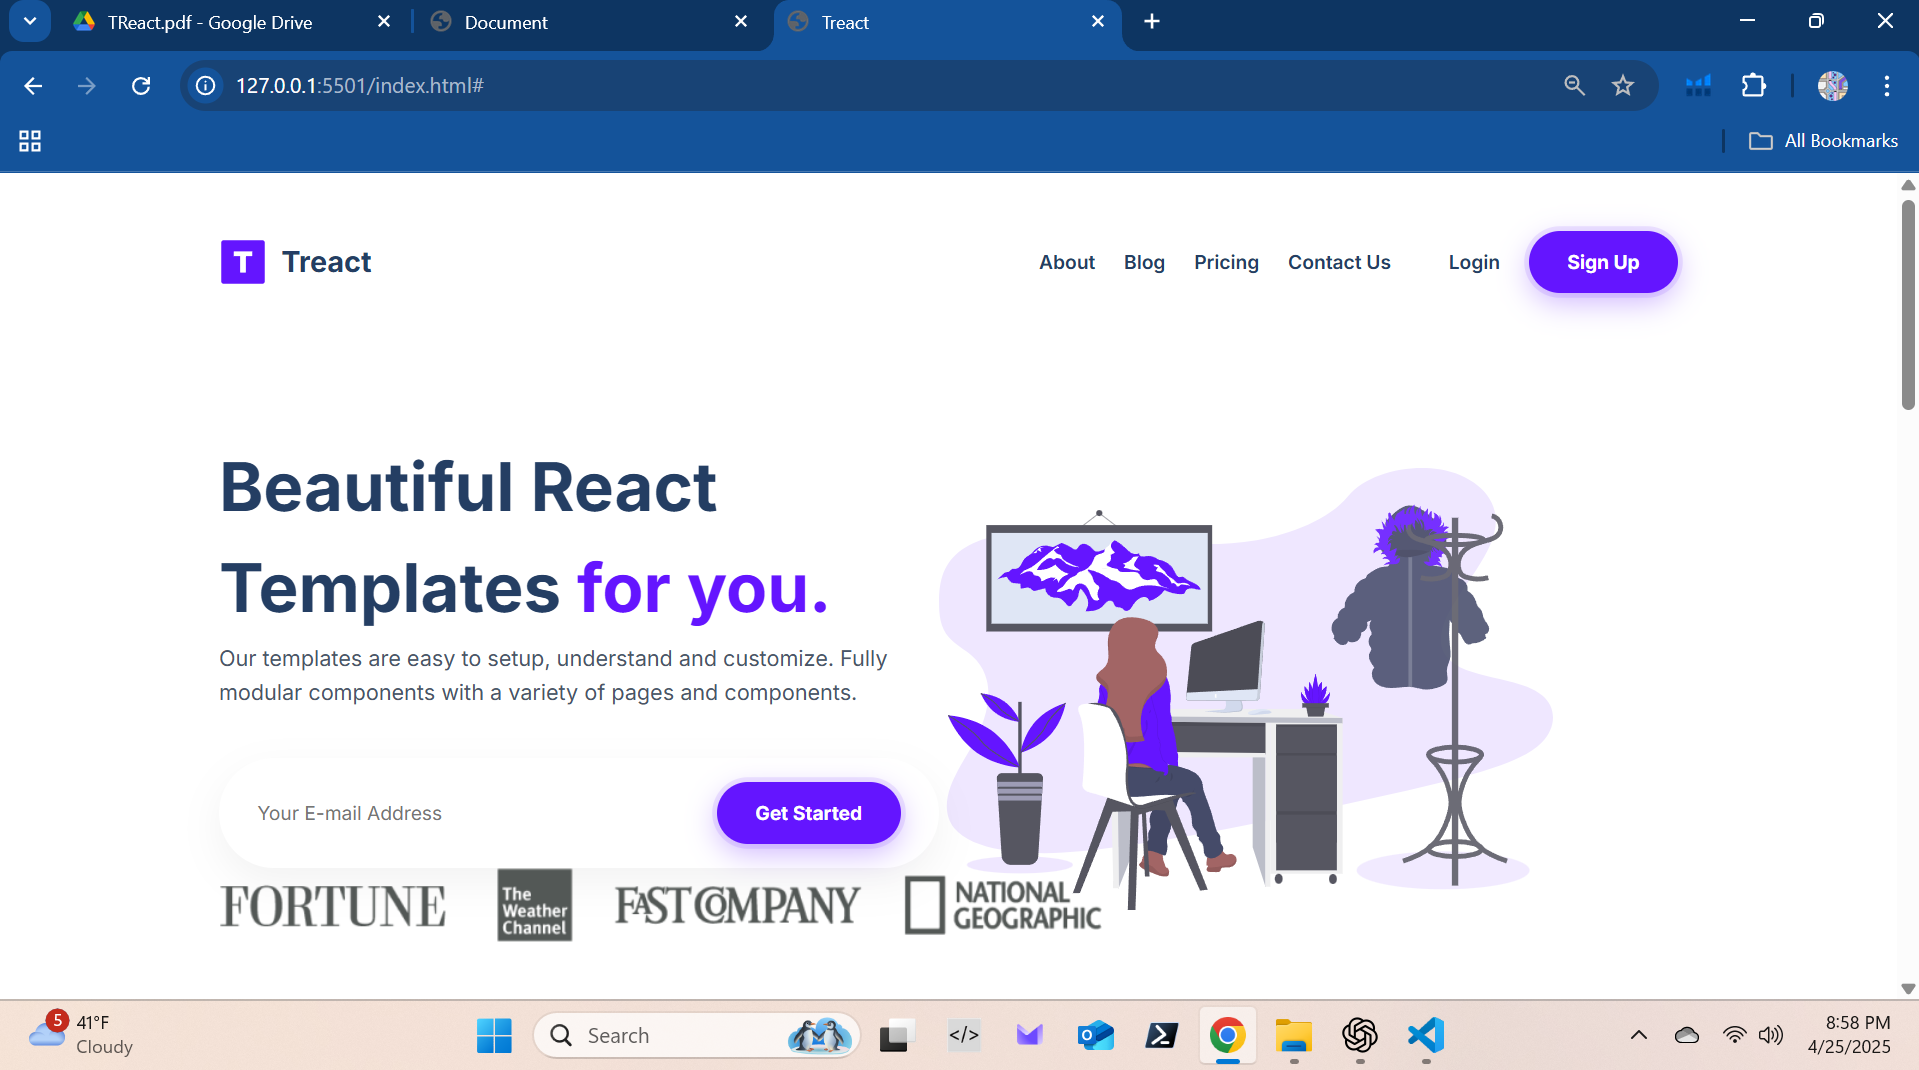 TReact.pdf - Google Drive
Document
Treact
127.0.0.1:5501/index.html#
All Bookmarks
T Treact
About Blog Pricing Contact Us Login Sign Up
Beautiful React
Templates for you.
Our templates are easy to setup, understand and customize. Fully
modular components with a variety of pages and components.
Your E-mail Address
Get Started
FORTUNE
The
Weather
Channel
FAST COMPANY
NATIONAL
GEOGRAPHIC
5
41°F
Cloudy
Search
8:58 PM
4/25/2025